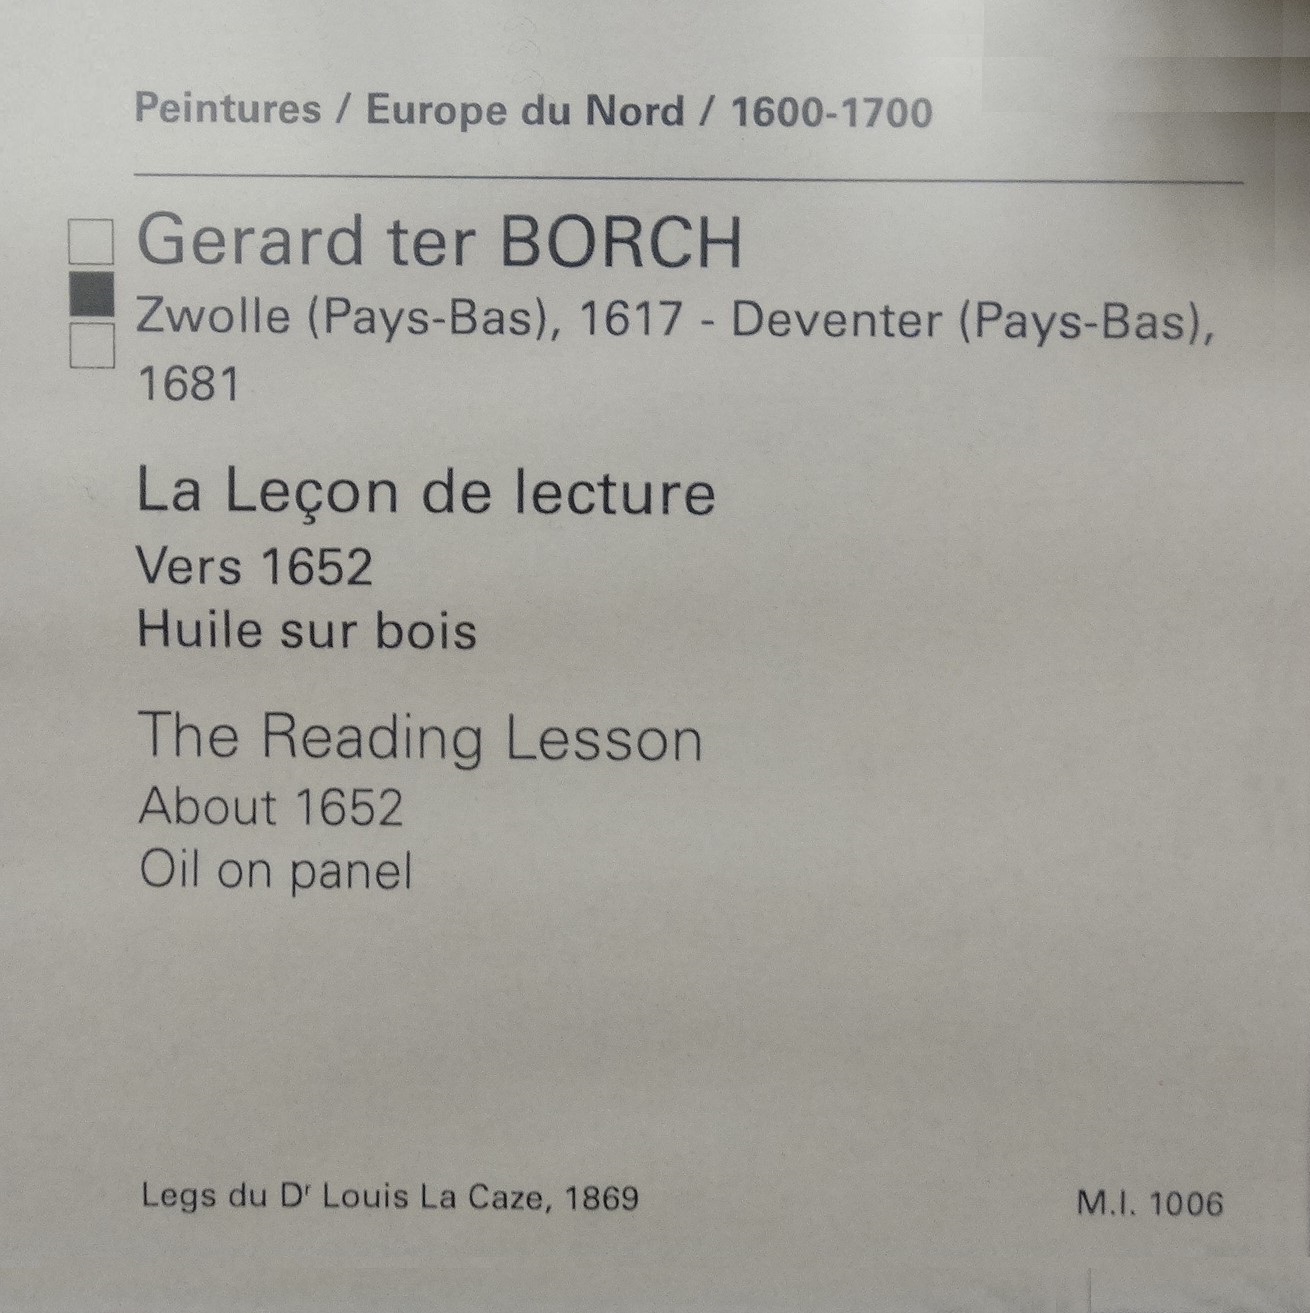 Peintures / Europe du Nord / 1600-1700
Gerard ter BORCH
Zwolle (Pays-Bas), 1617 - Deventer (Pays-Bas),
1681
La Leçon de lecture
Vers 1652
Huile sur bois
The Reading Lesson
About 1652
Oil on panel
Legs du Dʳ Louis La Caze, 1869
M.I. 1006